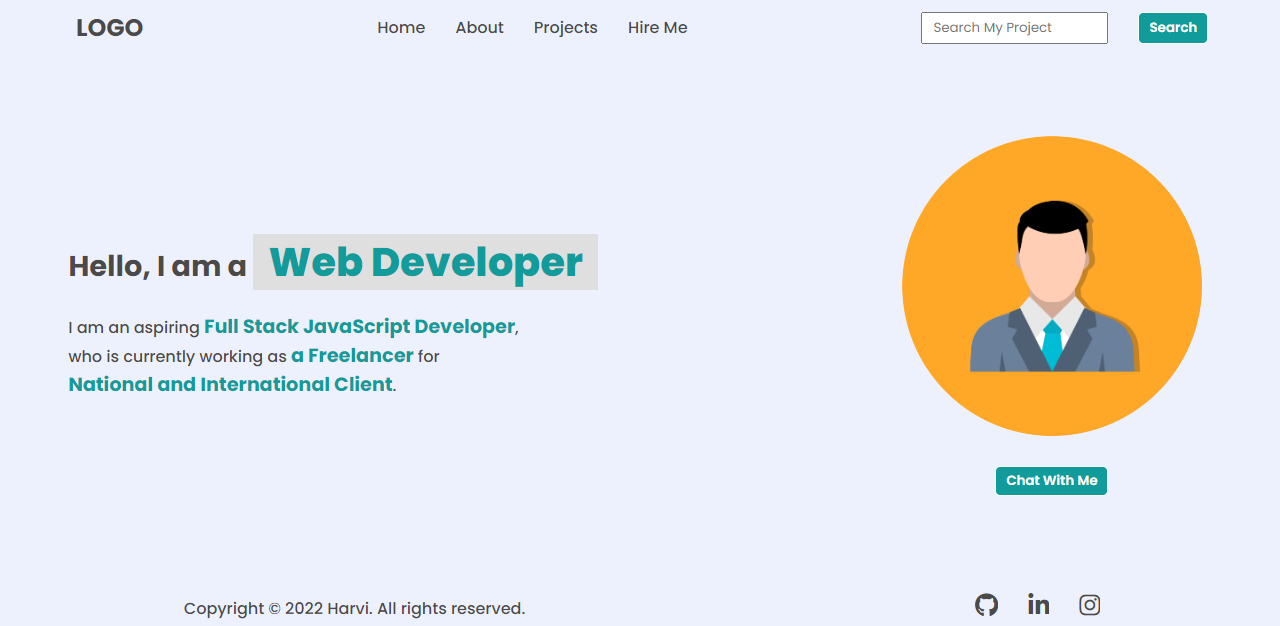 LOGO
Home About Projects Hire Me
Search My Project
Search
Hello, I am a Web Developer
I am an aspiring Full Stack JavaScript Developer,
who is currently working as a Freelancer for
National and International Client.
Chat With Me
Copyright © 2022 Harvi. All rights reserved.
in